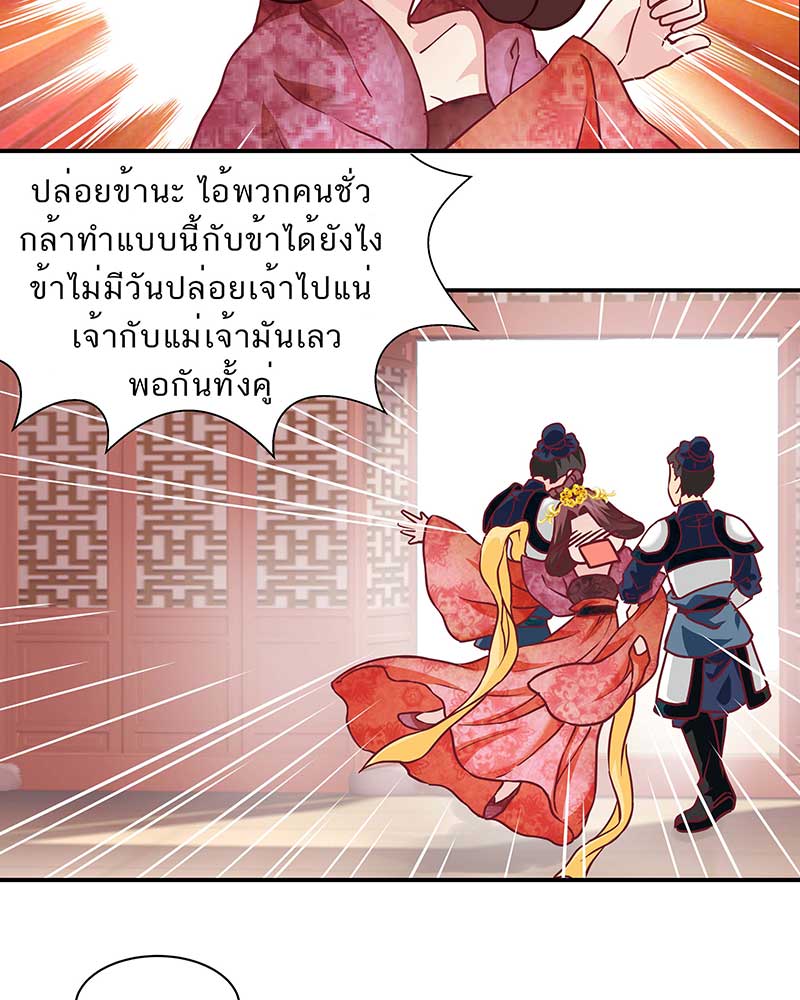 ปล่อยข้านะ ไอ้พวกคนชั่ว
กล้าทำแบบนี้กับข้าได้ยังไง
ข้าไม่มีวันปล่อยเจ้าไปแน่
เจ้ากับแม่เจ้ามันเลว
พอกันทั้งคู่